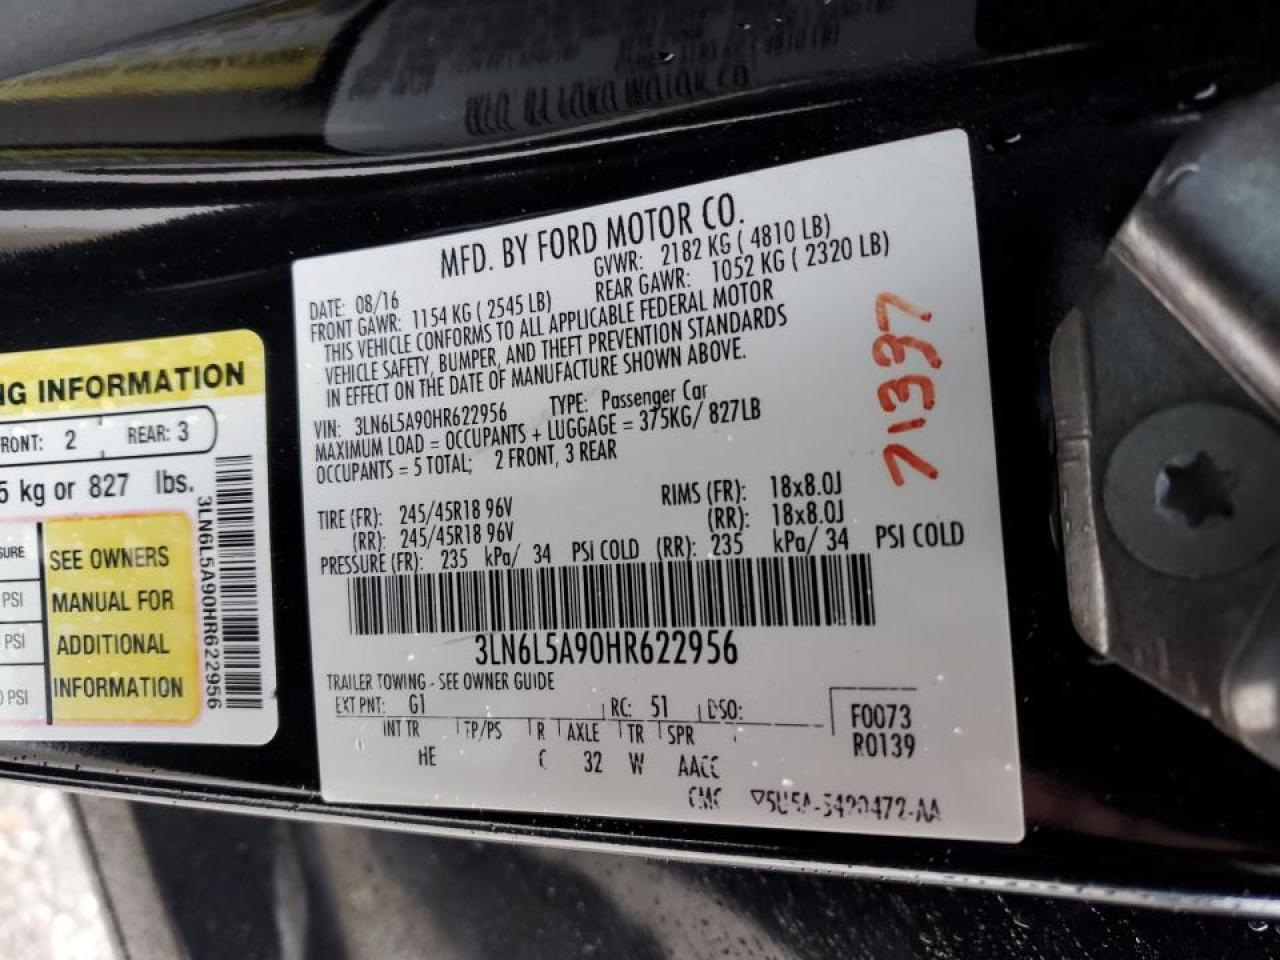 NG INFORMATION
FRONT: 2 REAR: 3
5 kg or 827 lbs.
SURE
PSI
PSI
0 PSI
SEE OWNERS
MANUAL FOR
ADDITIONAL
INFORMATION
3LN6L5A90HR622956
MFD. BY FORD MOTOR CO.
DATE: 08/16 GVWR: 2182 KG ( 4810 LB)
FRONT GAWR: 1154 KG ( 2545 LB) REAR GAWR: 1052 KG ( 2320 LB)
THIS VEHICLE CONFORMS TO ALL APPLICABLE FEDERAL MOTOR
VEHICLE SAFETY, BUMPER, AND THEFT PREVENTION STANDARDS
IN EFFECT ON THE DATE OF MANUFACTURE SHOWN ABOVE.
VIN: 3LN6L5A90HR622956 TYPE: Passenger Car
MAXIMUM LOAD = OCCUPANTS + LUGGAGE = 375KG/ 827LB
OCCUPANTS = 5 TOTAL; 2 FRONT, 3 REAR
TIRE (FR): 245/45R18 96V RIMS (FR): 18x8.0J
(RR): 245/45R18 96V (RR): 18x8.0J
PRESSURE (FR): 235 kPa/ 34 PSI COLD (RR): 235 kPa/ 34 PSI COLD
3LN6L5A90HR622956
TRAILER TOWING - SEE OWNER GUIDE
EXT PNT: G1 RC: 51 DSO:
INT TR TP/PS R AXLE TR SPR
HE C 32 W AACC
F0073
R0139
CMC
71337